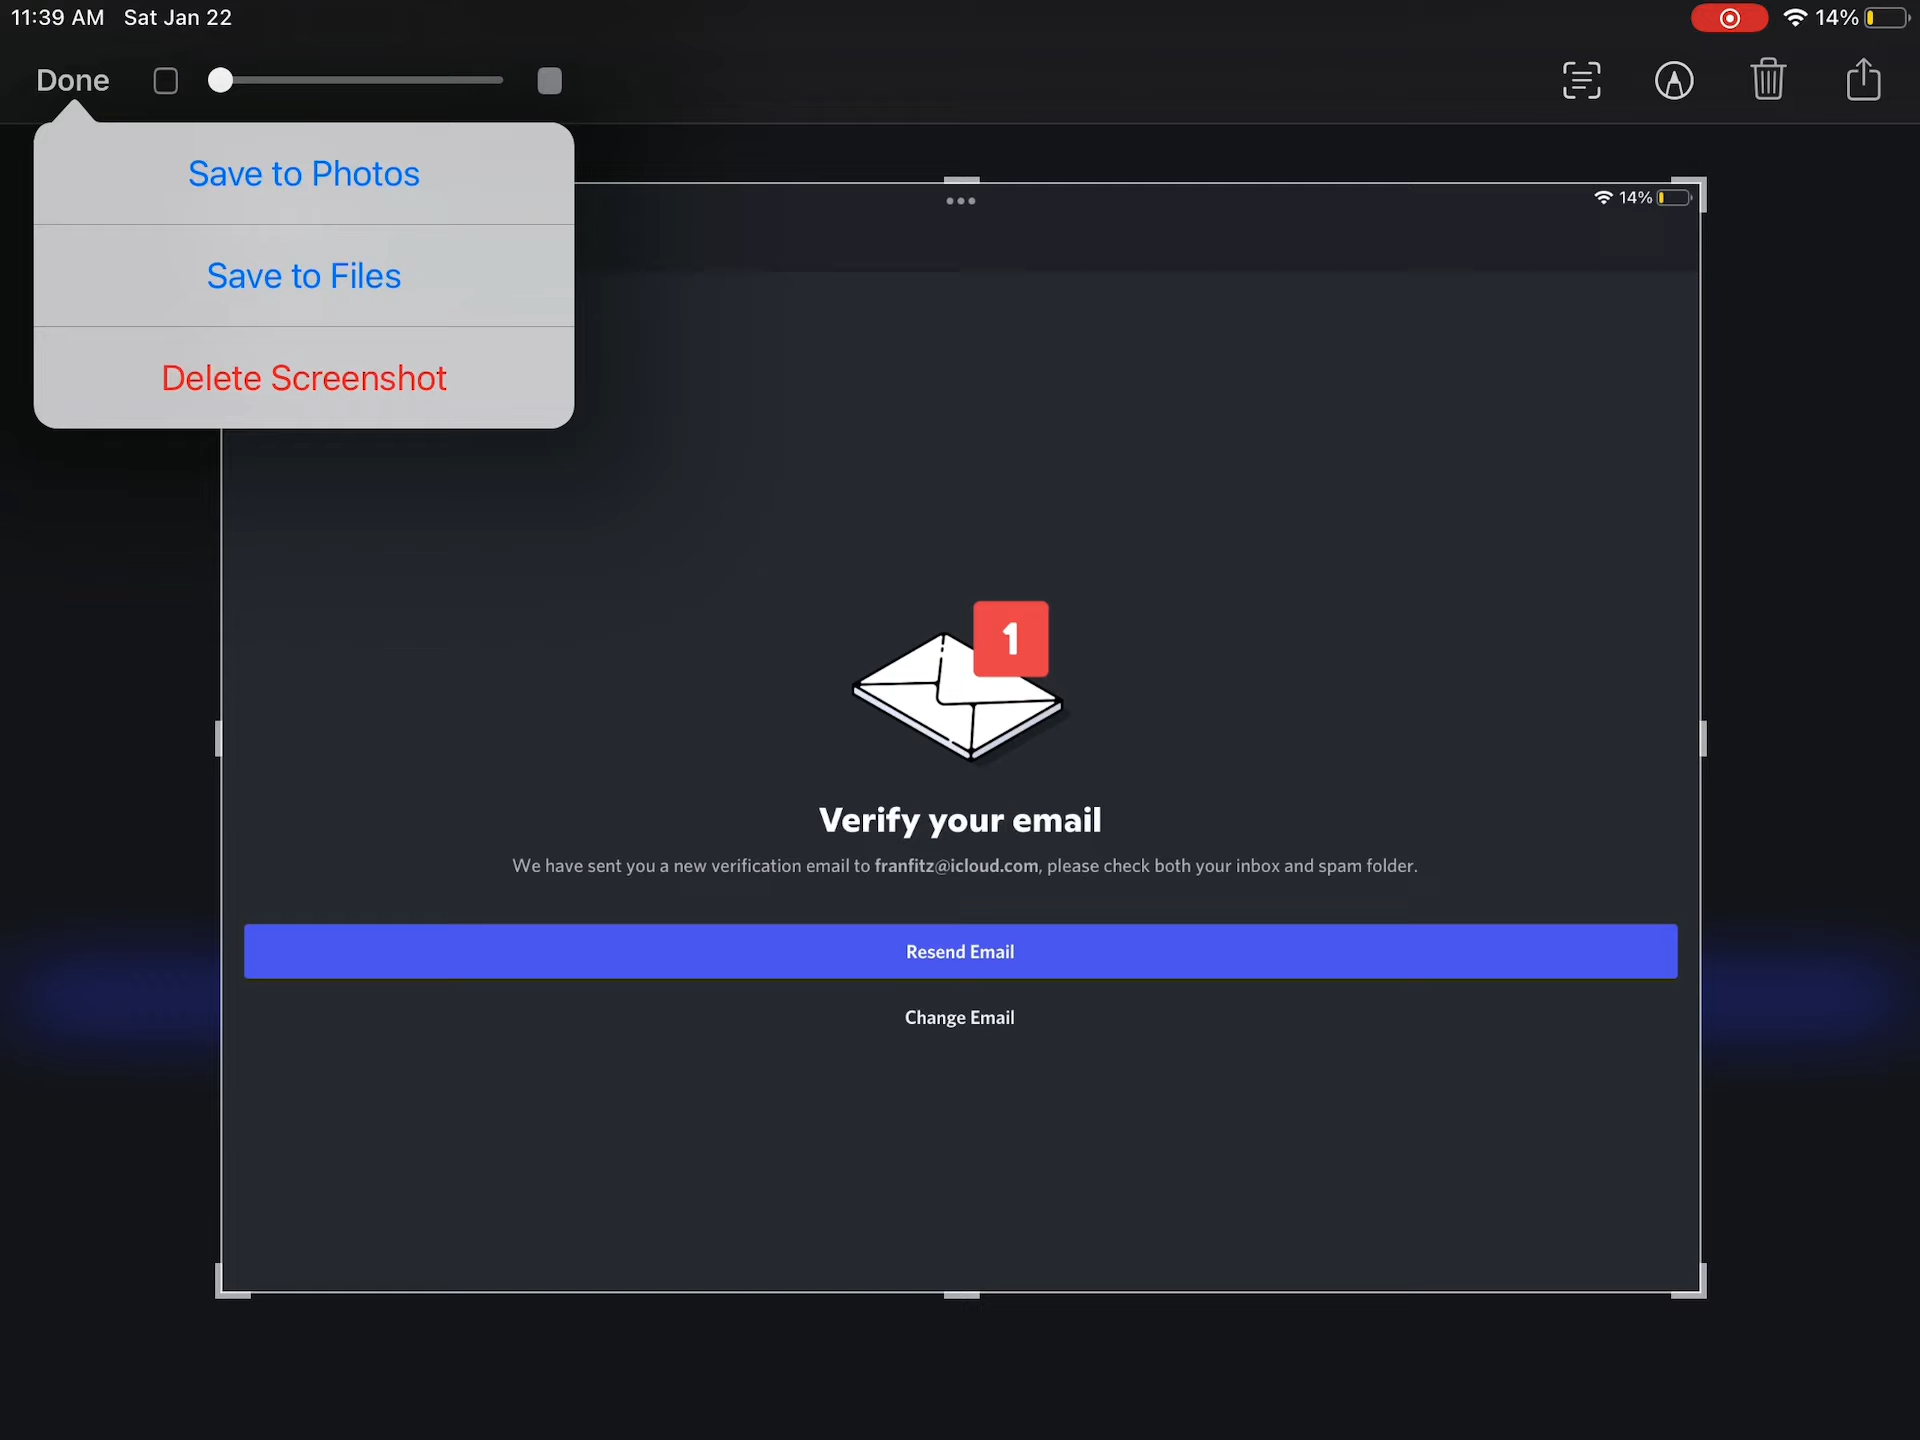 11:39 AM Sat Jan 22
14%
Done
Save to Photos
Save to Files
Delete Screenshot
14%
1
Verify your email
We have sent you a new verification email to franfitz@icloud.com, please check both your inbox and spam folder.
Resend Email
Change Email